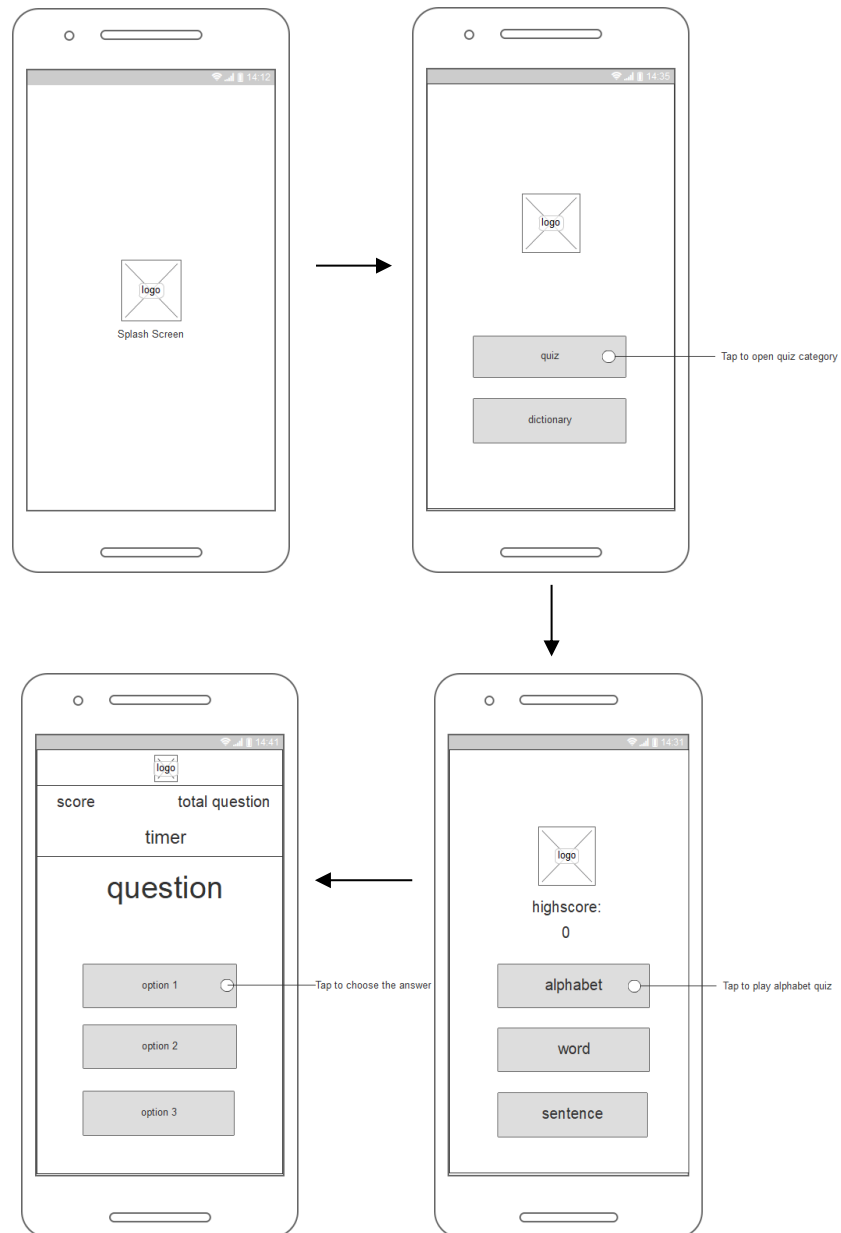 14:12
logo
Splash Screen
14:35
logo
quiz
Tap to open quiz category
dictionary
14:31
logo
highscore:
0
alphabet
Tap to play alphabet quiz
word
sentence
14:41
logo
score total question
timer
question
option 1
Tap to choose the answer
option 2
option 3